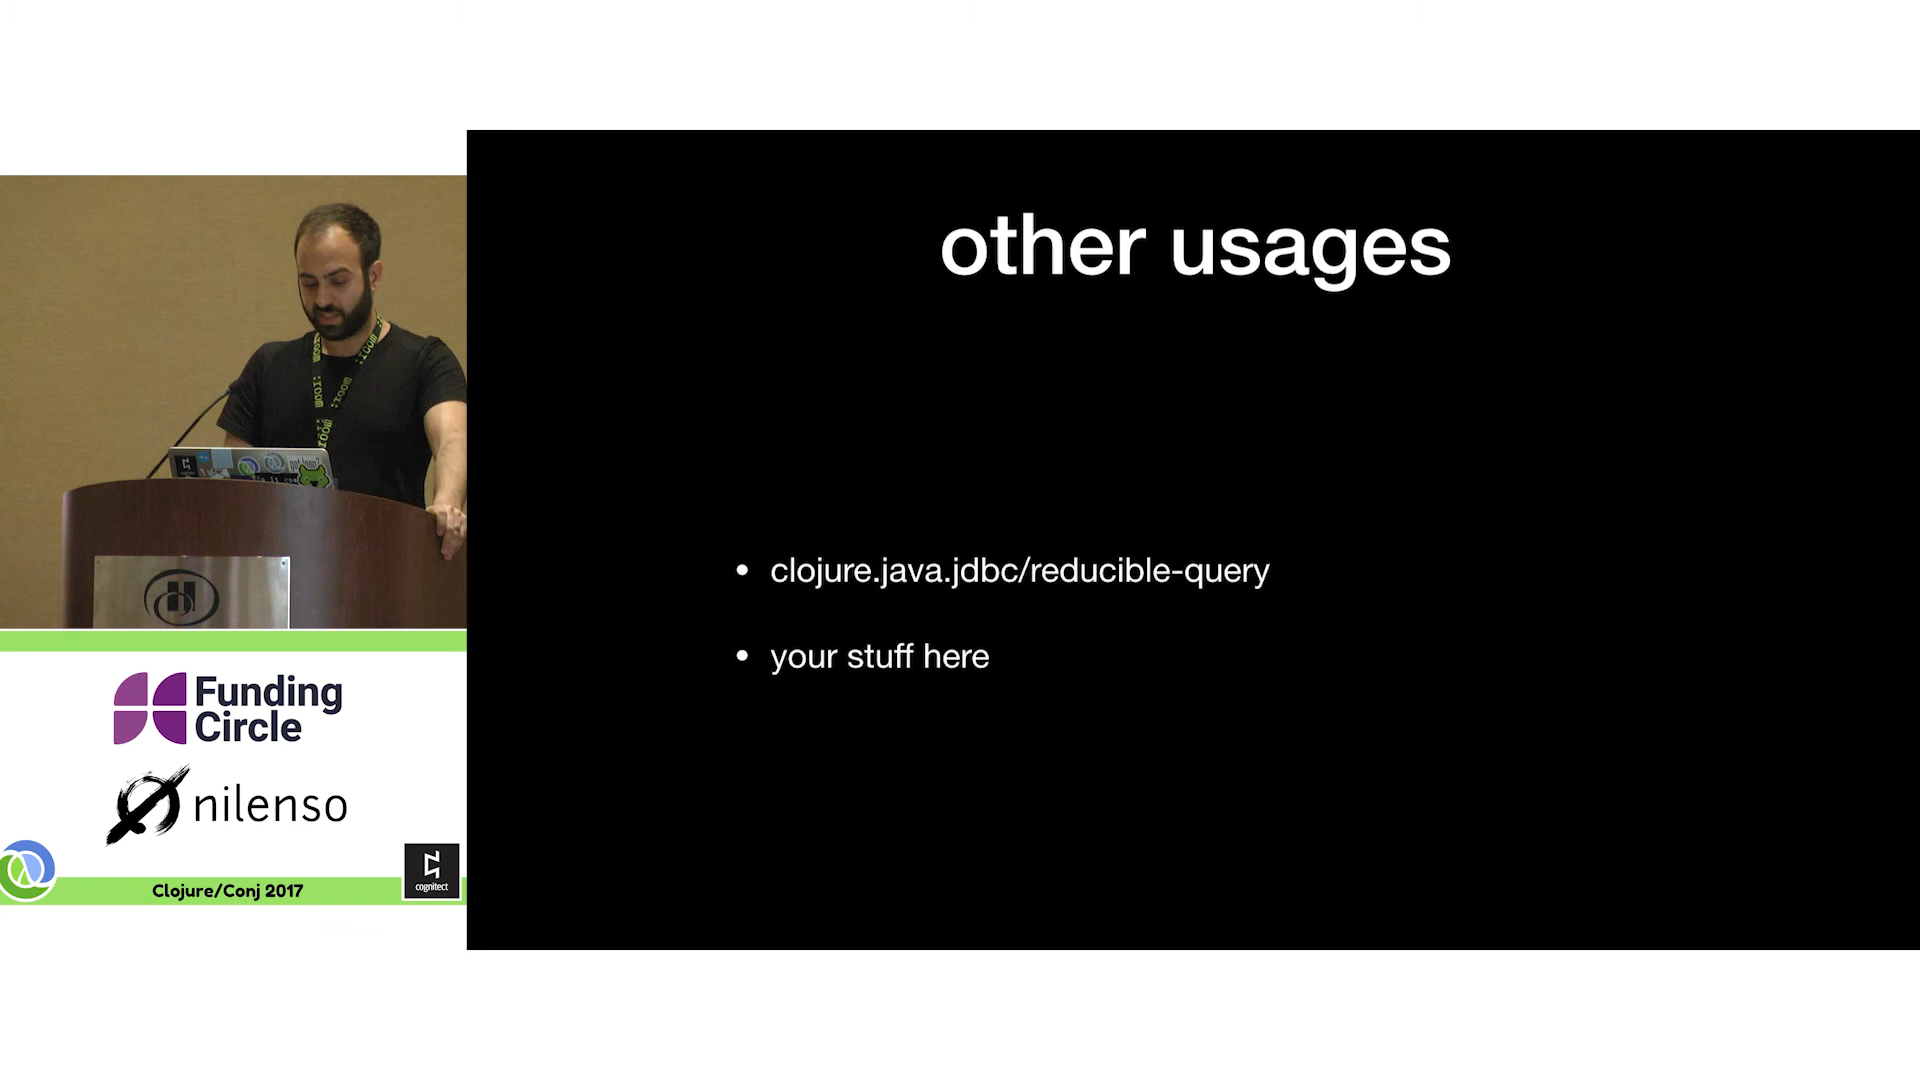 other usages
• clojure.java.jdbc/reducible-query
• your stuff here
Funding
Circle
nilenso
cognitect
Clojure/Conj 2017